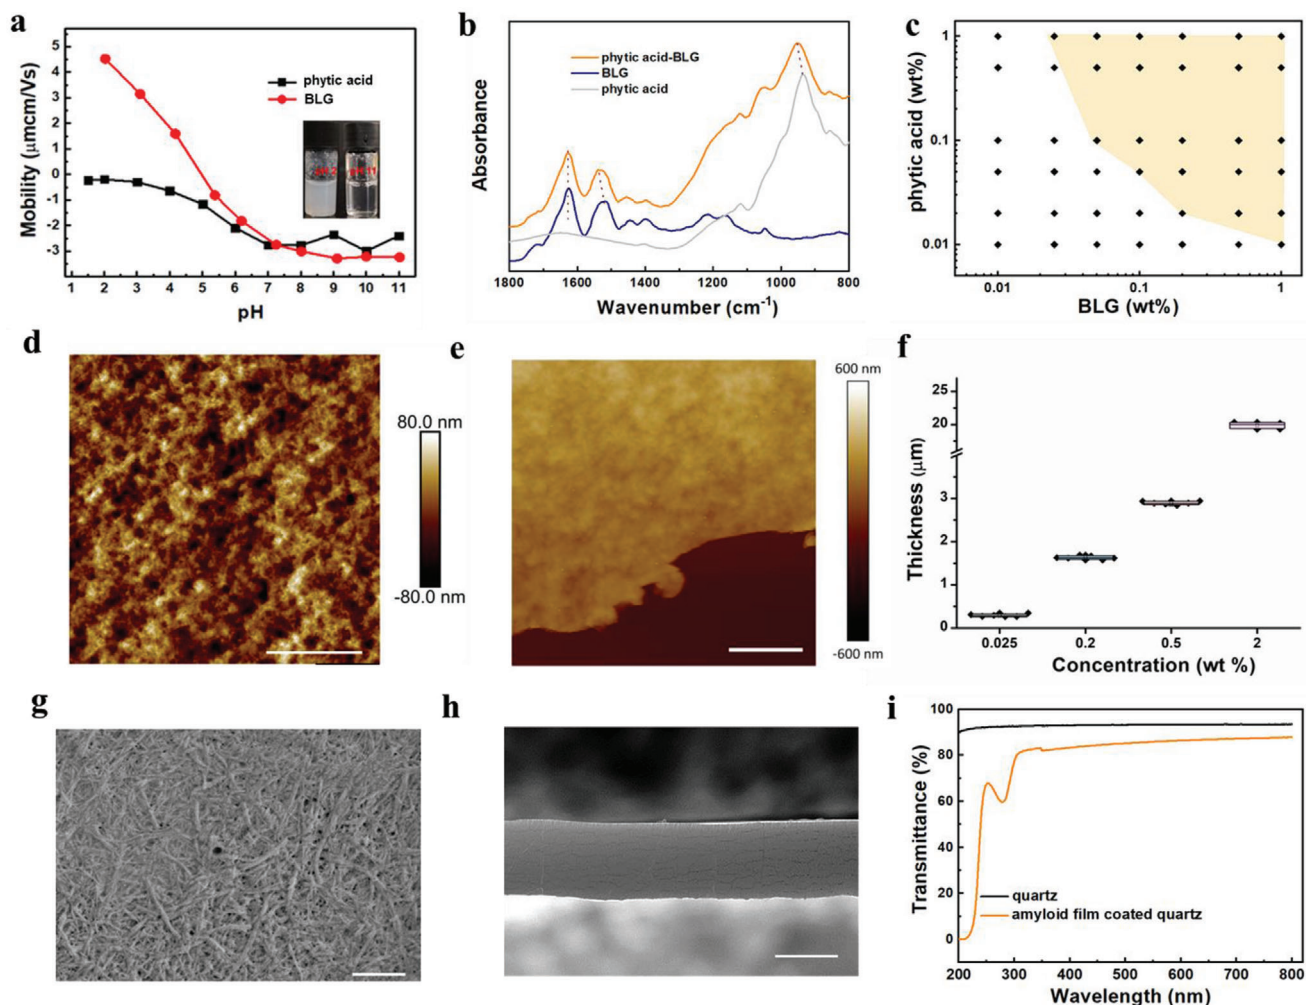 a
Mobility (μmcm/Vs)
5
4
3
2
1
0
-1
-2
-3
1 2 3 4 5 6 7 8 9 10 11
pH
phytic acid
BLG
b
Absorbance
phytic acid-BLG
BLG
phytic acid
1800 1600 1400 1200 1000 800
Wavenumber (cm⁻¹)
c
phytic acid (wt%)
1
0.1
0.01
0.01 0.1 1
BLG (wt%)
d
80.0 nm
-80.0 nm
e
600 nm
-600 nm
f
Thickness (μm)
25
20
3
2
1
0
0.025 0.2 0.5 2
Concentration (wt %)
g
h
i
Transmittance (%)
100
80
60
40
20
0
quartz
amyloid film coated quartz
200 300 400 500 600 700 800
Wavelength (nm)